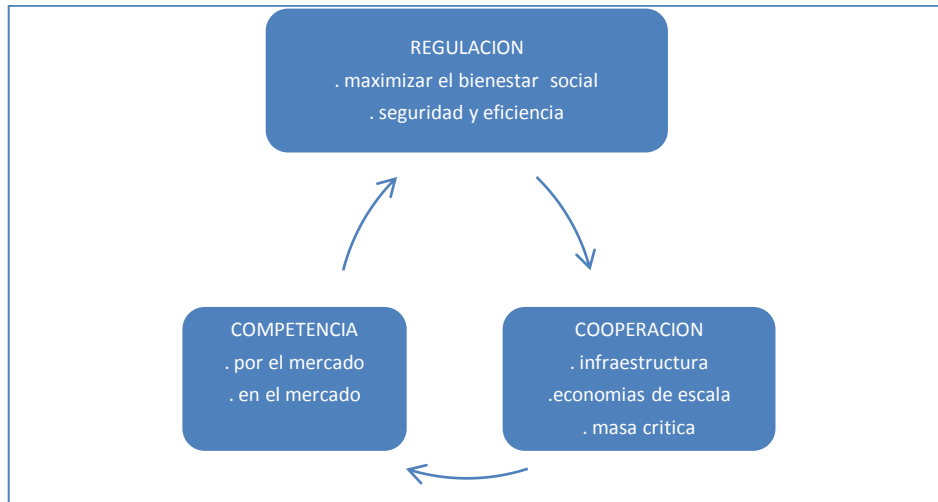 REGULACION
. maximizar el bienestar social
. seguridad y eficiencia
COMPETENCIA
. por el mercado
. en el mercado
COOPERACION
. infraestructura
.economias de escala
. masa critica